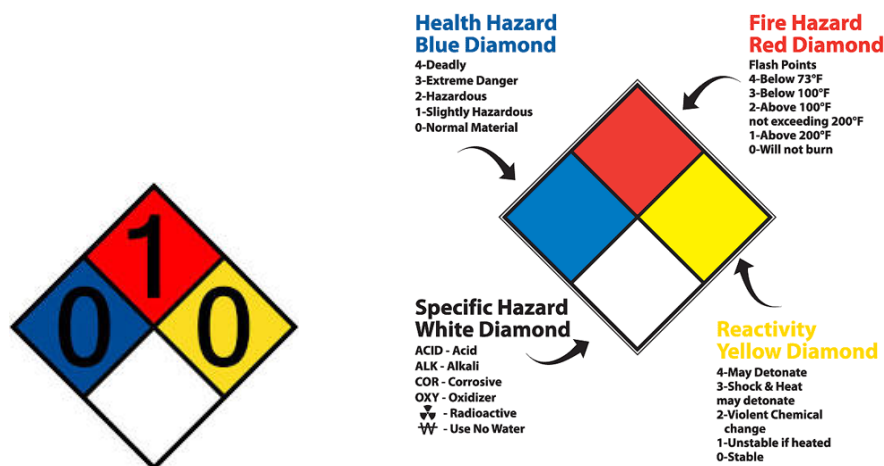 Health Hazard
Blue Diamond
4-Deadly
3-Extreme Danger
2-Hazardous
1-Slightly Hazardous
0-Normal Material
Fire Hazard
Red Diamond
Flash Points
4-Below 73°F
3-Below 100°F
2-Above 100°F
not exceeding 200°F
1-Above 200°F
0-Will not burn
1
0 0
Specific Hazard
White Diamond
ACID - Acid
ALK - Alkali
COR - Corrosive
OXY - Oxidizer
- Radioactive
W - Use No Water
Reactivity
Yellow Diamond
4-May Detonate
3-Shock & Heat
may detonate
2-Violent Chemical
change
1-Unstable if heated
0-Stable